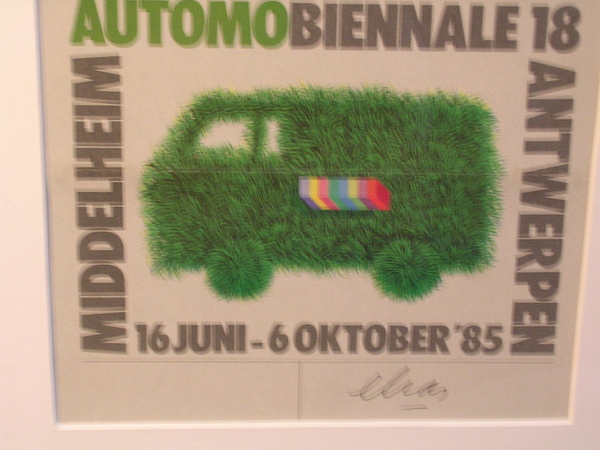 AUTOMOBIENNALE 18
MIDDELHEIM
ANTWERPEN
16 JUNI - 6 OKTOBER '85